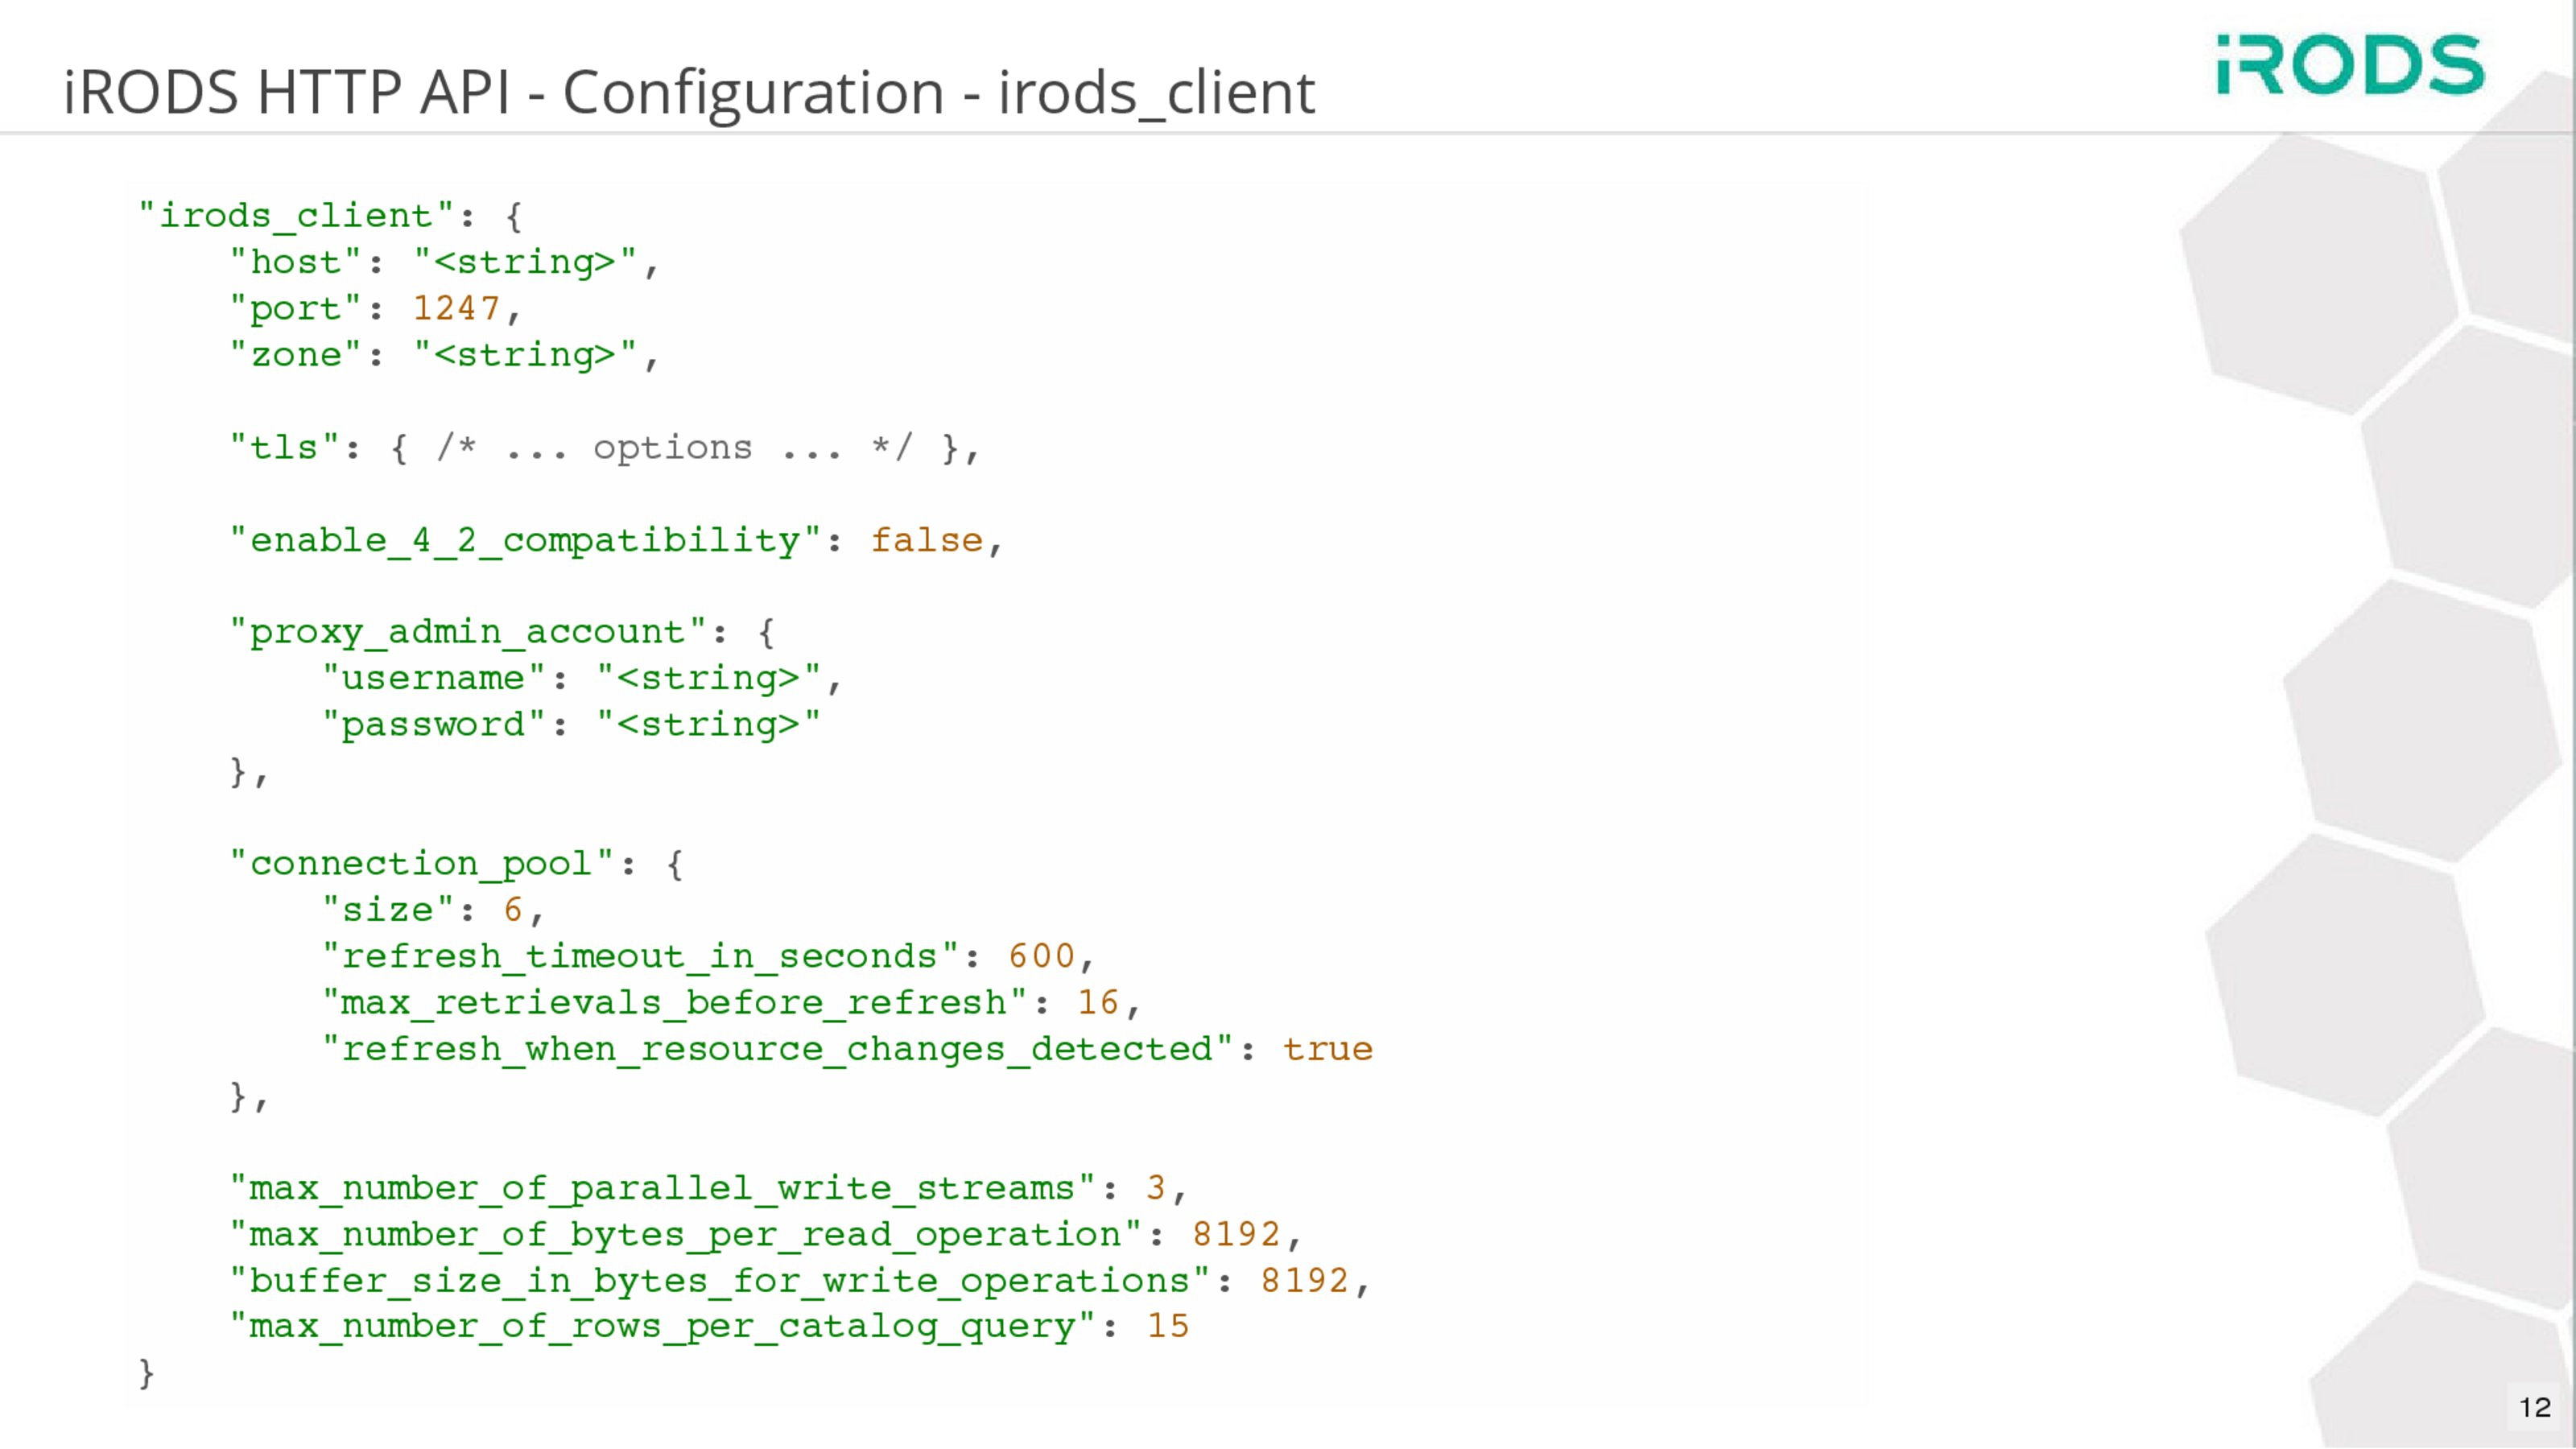 iRODS HTTP API - Configuration - irods_client
iRODS
"irods_client": {
    "host": "<string>",
    "port": 1247,
    "zone": "<string>",
    "tls": { /* ... options ... */ },
    "enable_4_2_compatibility": false,
    "proxy_admin_account": {
        "username": "<string>",
        "password": "<string>"
    },
    "connection_pool": {
        "size": 6,
        "refresh_timeout_in_seconds": 600,
        "max_retrievals_before_refresh": 16,
        "refresh_when_resource_changes_detected": true
    },
    "max_number_of_parallel_write_streams": 3,
    "max_number_of_bytes_per_read_operation": 8192,
    "buffer_size_in_bytes_for_write_operations": 8192,
    "max_number_of_rows_per_catalog_query": 15
}
12